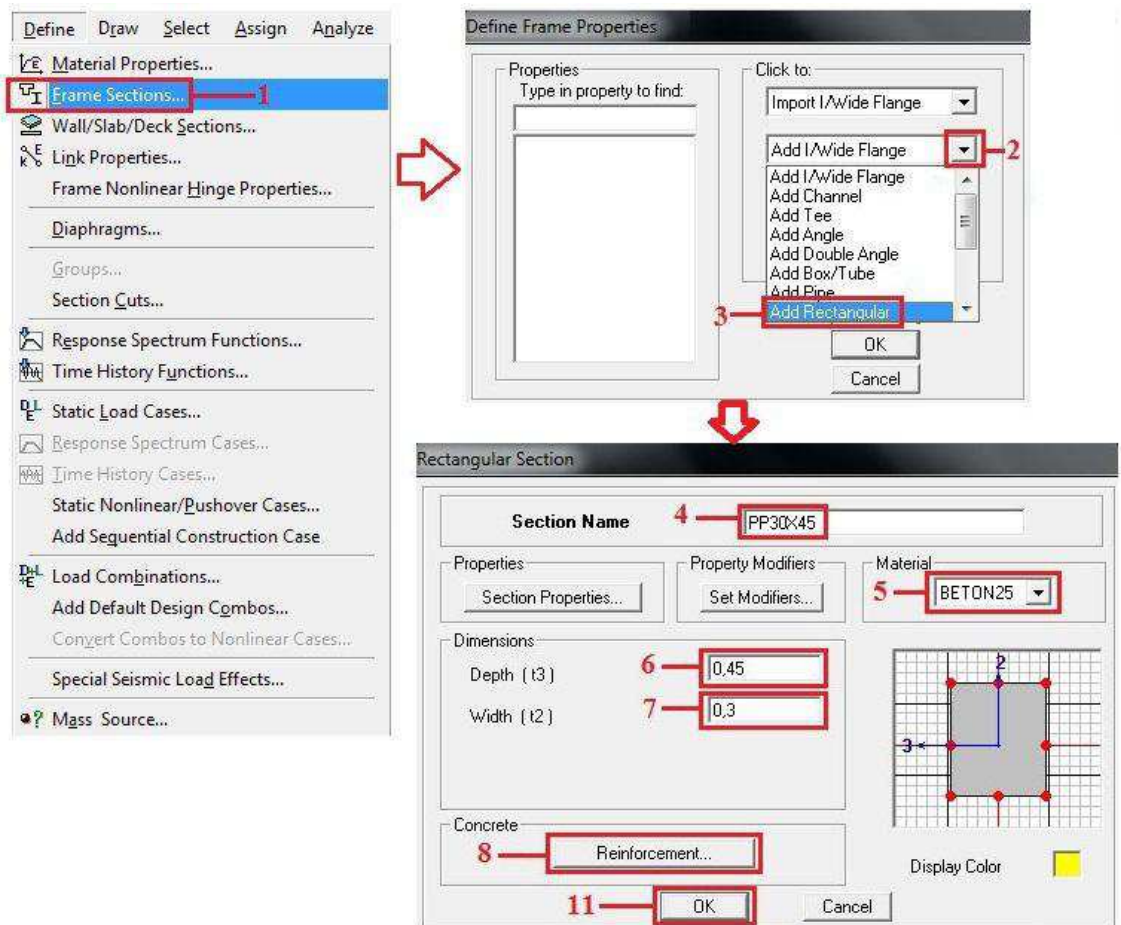 Define Draw Select Assign Analyze
Material Properties...
Frame Sections... 1
Wall/Slab/Deck Sections...
Link Properties...
Frame Nonlinear Hinge Properties...
Diaphragms...
Groups...
Section Cuts...
Response Spectrum Functions...
Time History Functions...
Static Load Cases...
Response Spectrum Cases...
Time History Cases...
Static Nonlinear/Pushover Cases...
Add Sequential Construction Case
Load Combinations...
Add Default Design Combos...
Convert Combos to Nonlinear Cases...
Special Seismic Load Effects...
Mass Source...
Define Frame Properties
Properties
Type in property to find:
Click to:
Import I/Wide Flange
Add I/Wide Flange 2
Add I/Wide Flange
Add Channel
Add Tee
Add Angle
Add Double Angle
Add Box/Tube
Add Pipe
3 Add Rectangular
OK
Cancel
Rectangular Section
Section Name 4 PP30X45
Properties
Section Properties...
Property Modifiers
Set Modifiers...
Material
5 BETON25
Dimensions
Depth (t3) 6 0,45
Width (t2) 7 0,3
2
3
Concrete
8 Reinforcement...
Display Color
11 OK
Cancel